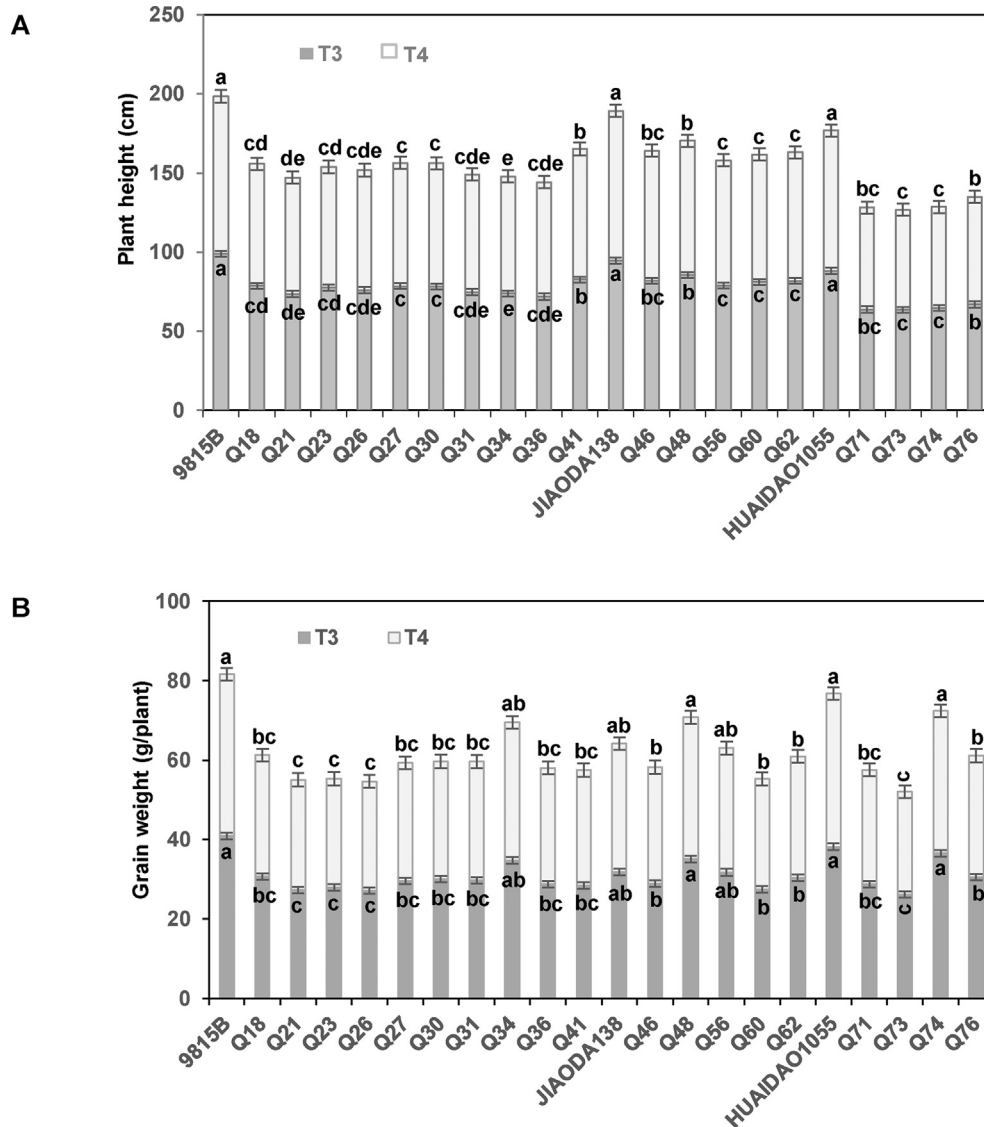 A
250
200
150
100
50
0
Plant height (cm)
T3 T4
a cd de cd cde c c cde e cde b a bc b c c c a bc c c b
a cd de cd cde c c cde e cde b a bc b c c c a bc c c b
9815B Q18 Q21 Q23 Q26 Q27 Q30 Q31 Q34 Q36 Q41 JIAODA138 Q46 Q48 Q56 Q60 Q62 HUAIDAO1055 Q71 Q73 Q74 Q76
B
100
80
60
40
20
0
Grain weight (g/plant)
T3 T4
a bc c c c bc bc bc ab bc bc ab b a ab b b a bc c a b
a bc c c c bc bc bc ab bc bc ab b a ab b b a bc c a b
9815B Q18 Q21 Q23 Q26 Q27 Q30 Q31 Q34 Q36 Q41 JIAODA138 Q46 Q48 Q56 Q60 Q62 HUAIDAO1055 Q71 Q73 Q74 Q76